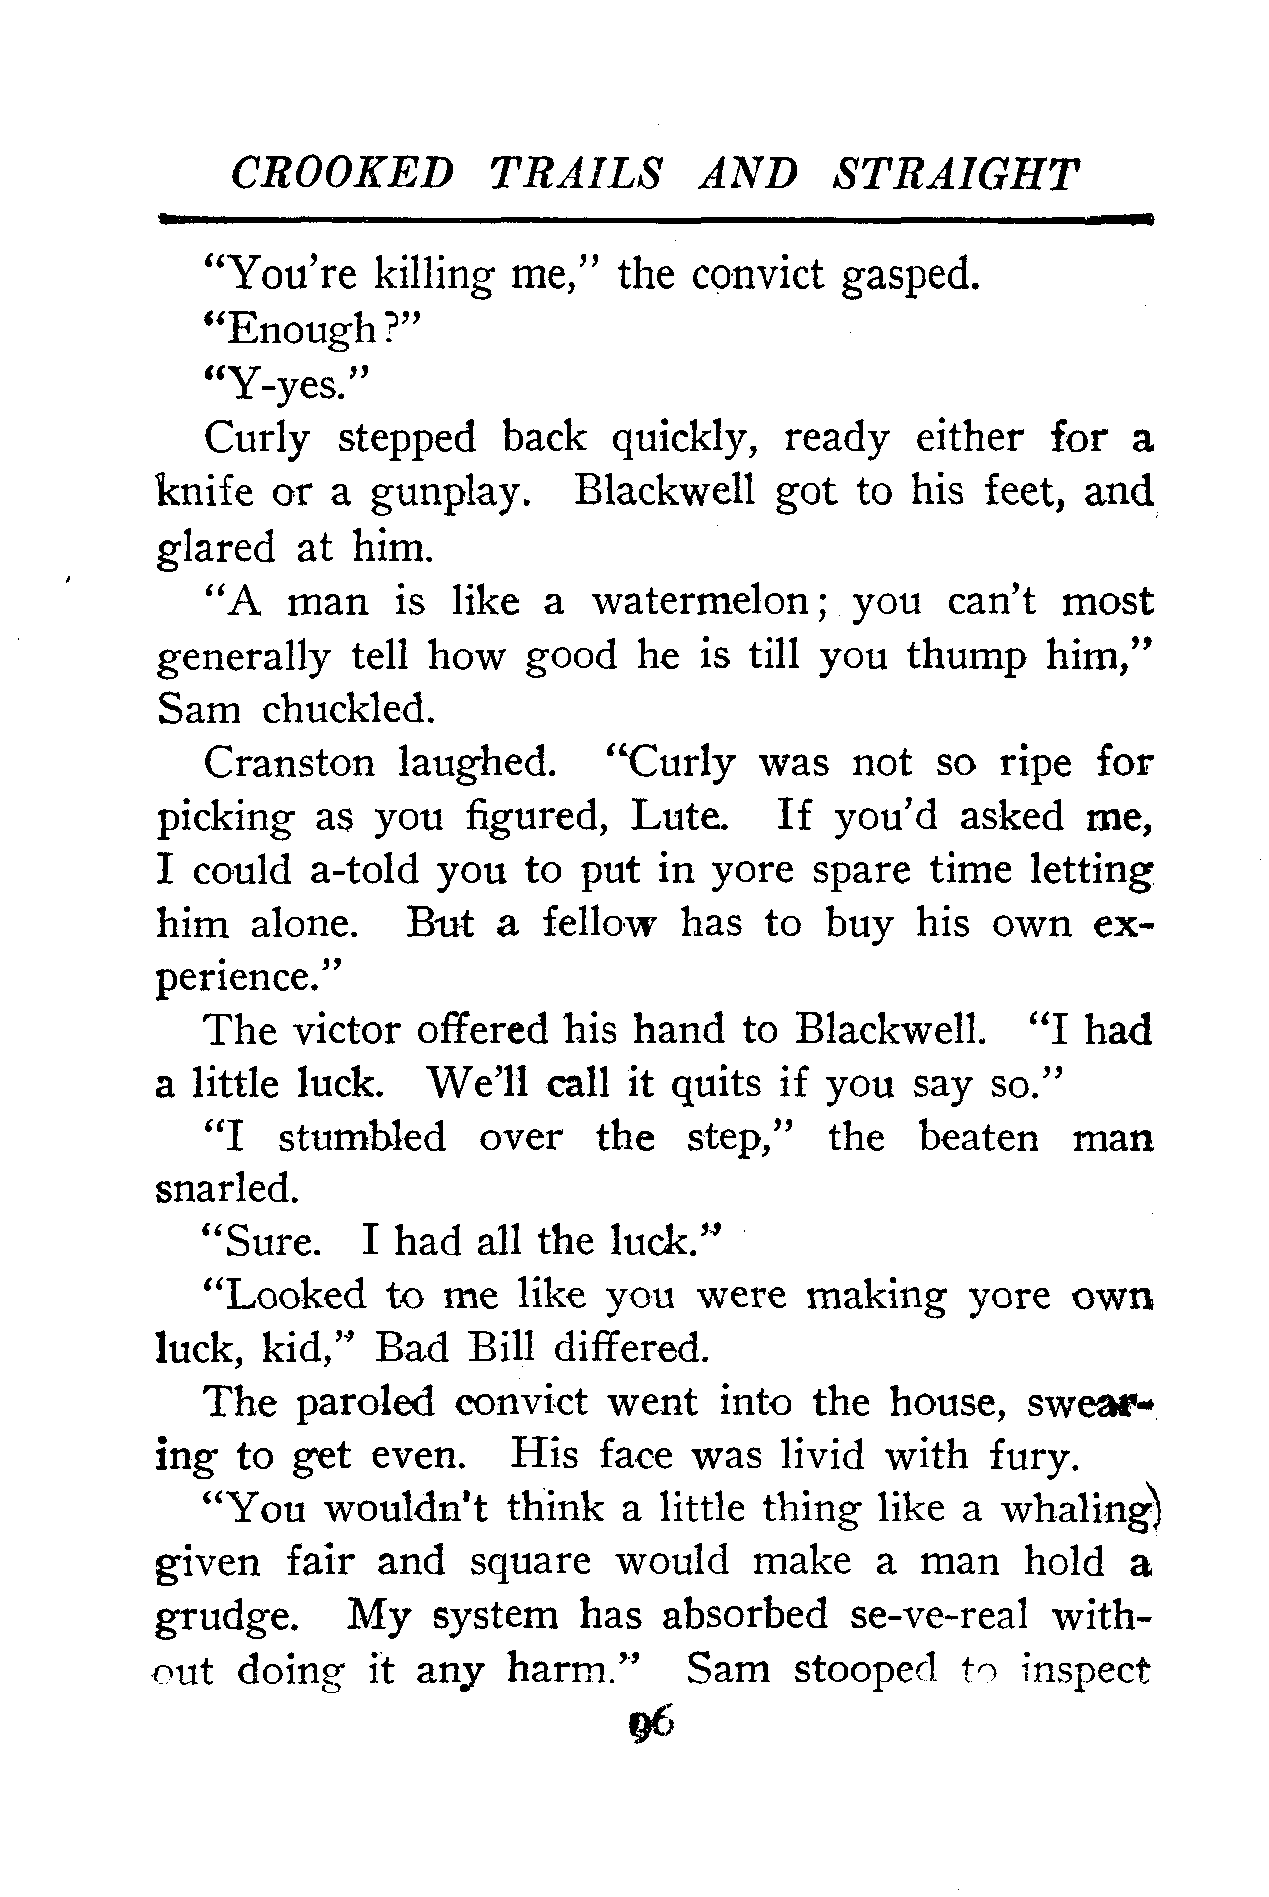 CROOKED TRAILS AND STRAIGHT
"You're killing me," the convict gasped.
"Enough?"
"Y-yes."
Curly stepped back quickly, ready either for a
knife or a gunplay. Blackwell got to his feet, and
glared at him.
"A man is like a watermelon; you can't most
generally tell how good he is till you thump him,"
Sam chuckled.
Cranston laughed. "Curly was not so ripe for
picking as you figured, Lute. If you'd asked me,
I could a-told you to put in yore spare time letting
him alone. But a fellow has to buy his own ex-
perience."
The victor offered his hand to Blackwell. "I had
a little luck. We'll call it quits if you say so."
"I stumbled over the step," the beaten man
snarled.
"Sure. I had all the luck."
"Looked to me like you were making yore own
luck, kid," Bad Bill differed.
The paroled convict went into the house, swear-
ing to get even. His face was livid with fury.
"You wouldn't think a little thing like a whaling
given fair and square would make a man hold a
grudge. My system has absorbed se-ve-real with-
out doing it any harm." Sam stooped to inspect
96